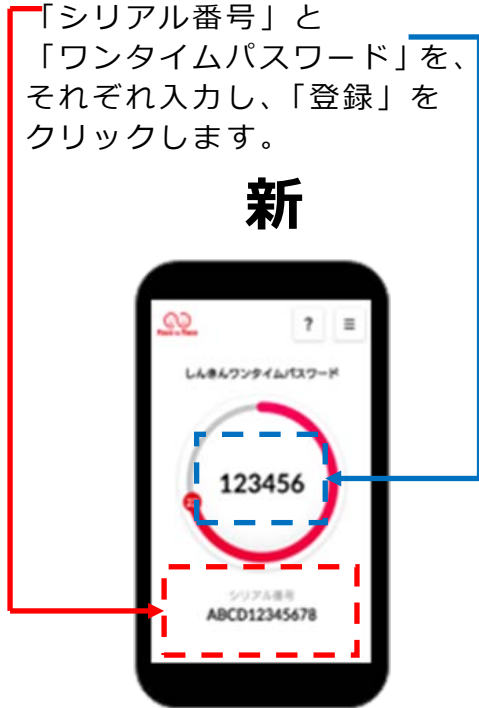 「シリアル番号」と
「ワンタイムパスワード」を、
それぞれ入力し、「登録」を
クリックします。
新
Face to Face
?
しんきんワンタイムパスワード
123456
シリアル番号
ABCD12345678